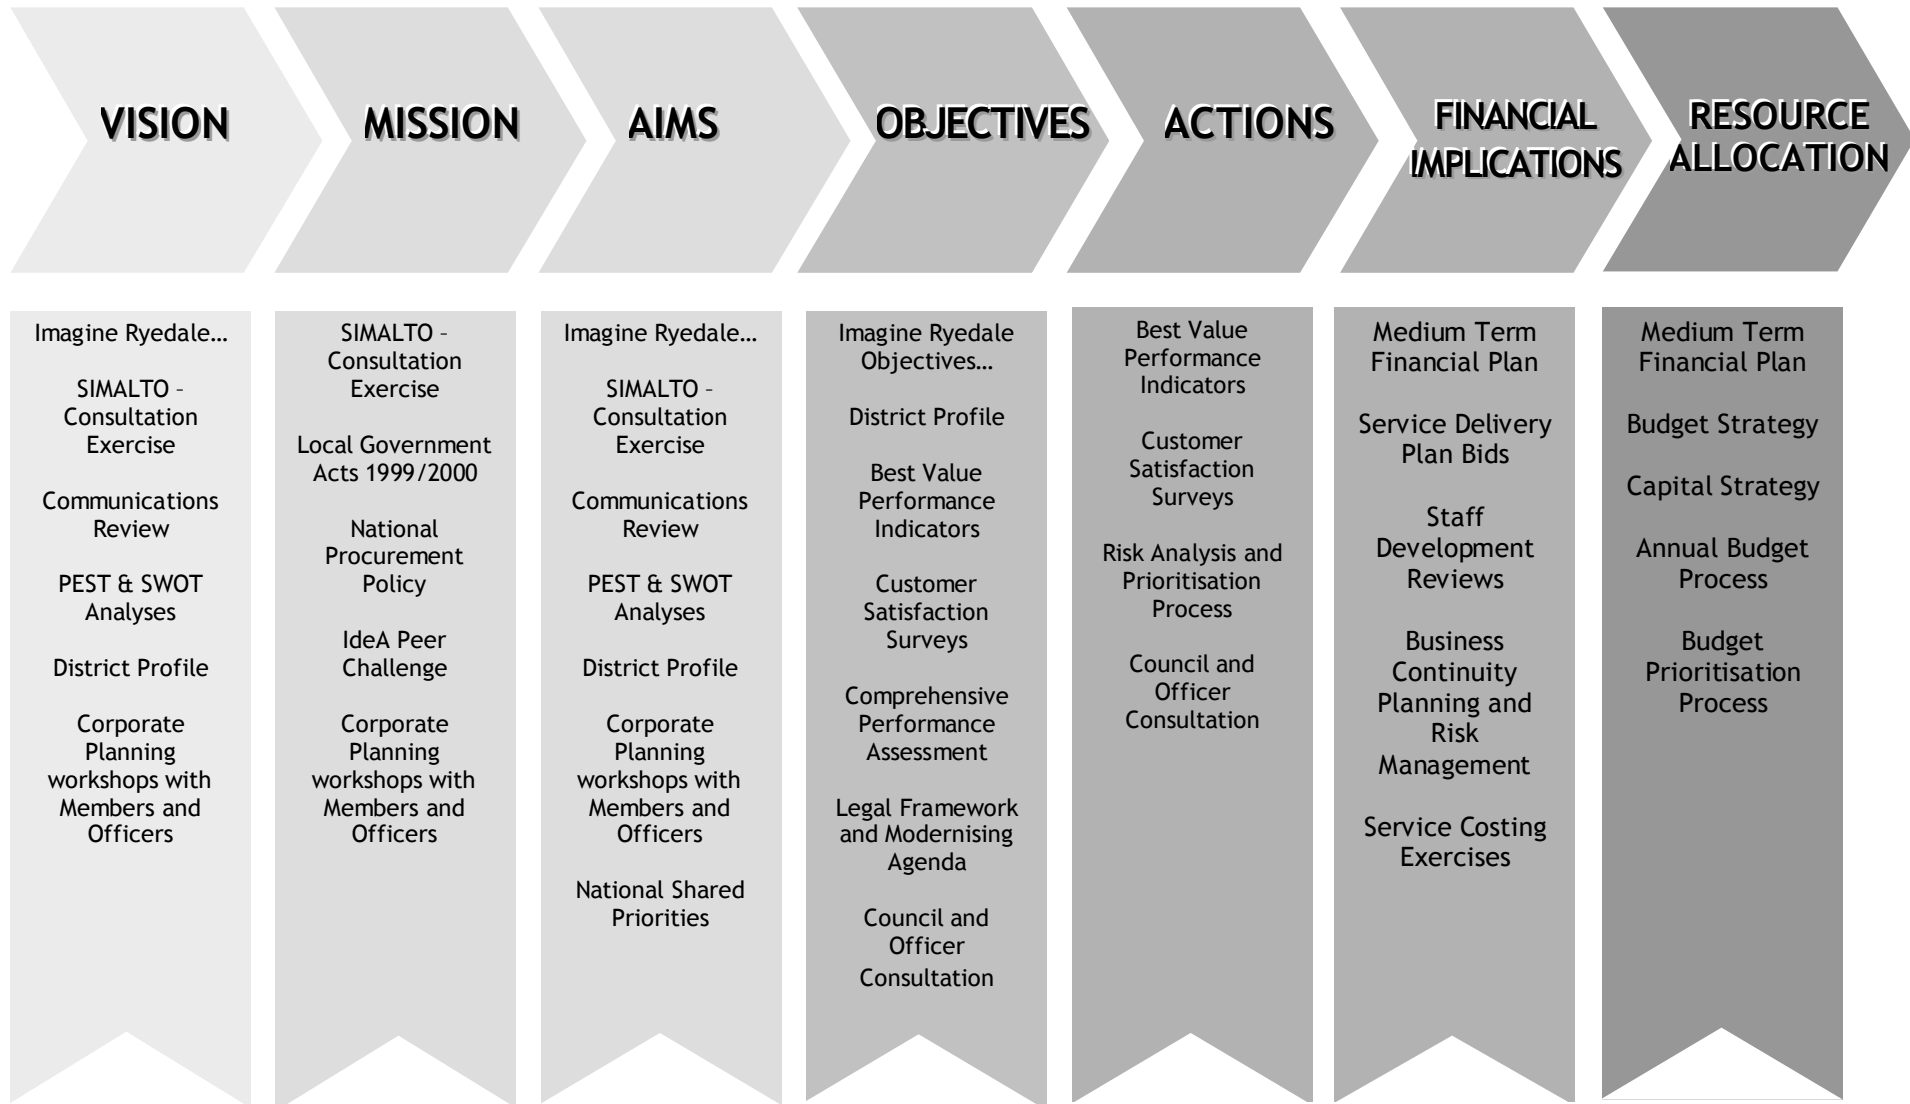 VISION
MISSION
AIMS
OBJECTIVES
ACTIONS
FINANCIAL
IMPLICATIONS
RESOURCE
ALLOCATION
Imagine Ryedale…
SIMALTO –
Consultation
Exercise
Communications
Review
PEST & SWOT
Analyses
District Profile
Corporate
Planning
workshops with
Members and
Officers
SIMALTO –
Consultation
Exercise
Local Government
Acts 1999/2000
National
Procurement
Policy
IdeA Peer
Challenge
Corporate
Planning
workshops with
Members and
Officers
Imagine Ryedale…
SIMALTO –
Consultation
Exercise
Communications
Review
PEST & SWOT
Analyses
District Profile
Corporate
Planning
workshops with
Members and
Officers
National Shared
Priorities
Imagine Ryedale
Objectives…
District Profile
Best Value
Performance
Indicators
Customer
Satisfaction
Surveys
Comprehensive
Performance
Assessment
Legal Framework
and Modernising
Agenda
Council and
Officer
Consultation
Best Value
Performance
Indicators
Customer
Satisfaction
Surveys
Risk Analysis and
Prioritisation
Process
Council and
Officer
Consultation
Medium Term
Financial Plan
Service Delivery
Plan Bids
Staff
Development
Reviews
Business
Continuity
Planning and
Risk
Management
Service Costing
Exercises
Medium Term
Financial Plan
Budget Strategy
Capital Strategy
Annual Budget
Process
Budget
Prioritisation
Process